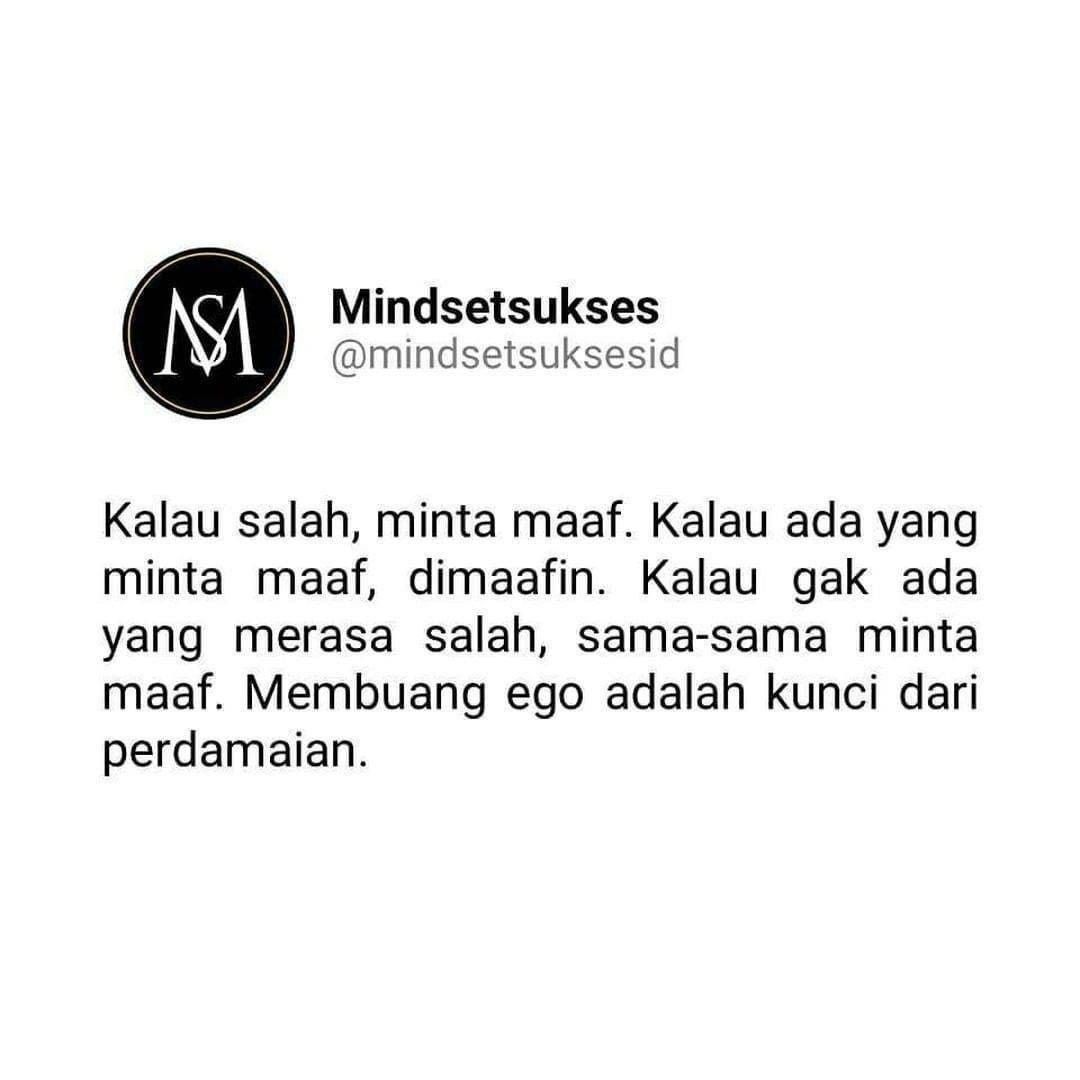 MS
Mindsetsukses
@mindsetsuksesid
Kalau salah, minta maaf. Kalau ada yang
minta maaf, dimaafin. Kalau gak ada
yang merasa salah, sama-sama minta
maaf. Membuang ego adalah kunci dari
perdamaian.